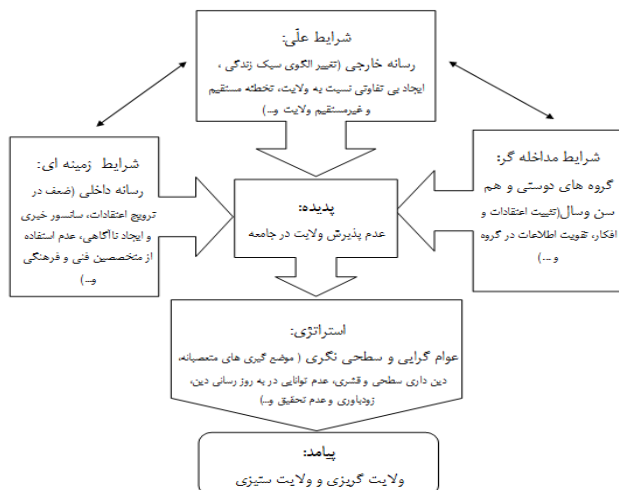 شرایط علّی:
رسانه خارجی (تغییر الگوی سبک زندگی ،
ایجاد بی تفاوتی نسبت به ولایت، تخطئه مستقیم
و غیرمستقیم ولایت و...)
شرایط زمینه ای:
رسانه داخلی (ضعف در
ترویج اعتقادات، سانسور خبری
و ایجاد ناآگاهی، عدم استفاده
از متخصصین فنی و فرهنگی
و...)
پدیده:
عدم پذیرش ولایت در جامعه
شرایط مداخله گر:
گروه های دوستی و هم
سن وسال(تثبیت اعتقادات و
افکار، تقویت اطلاعات در گروه
و ...)
استراتژی:
عوام گرایی و سطحی نگری ( موضع گیری های متعصبانه،
دین داری سطحی و قشری، عدم توانایی در به روز رسانی دین،
زودباوری و عدم تحقیق و...)
پیامد:
ولایت گریزی و ولایت ستیزی